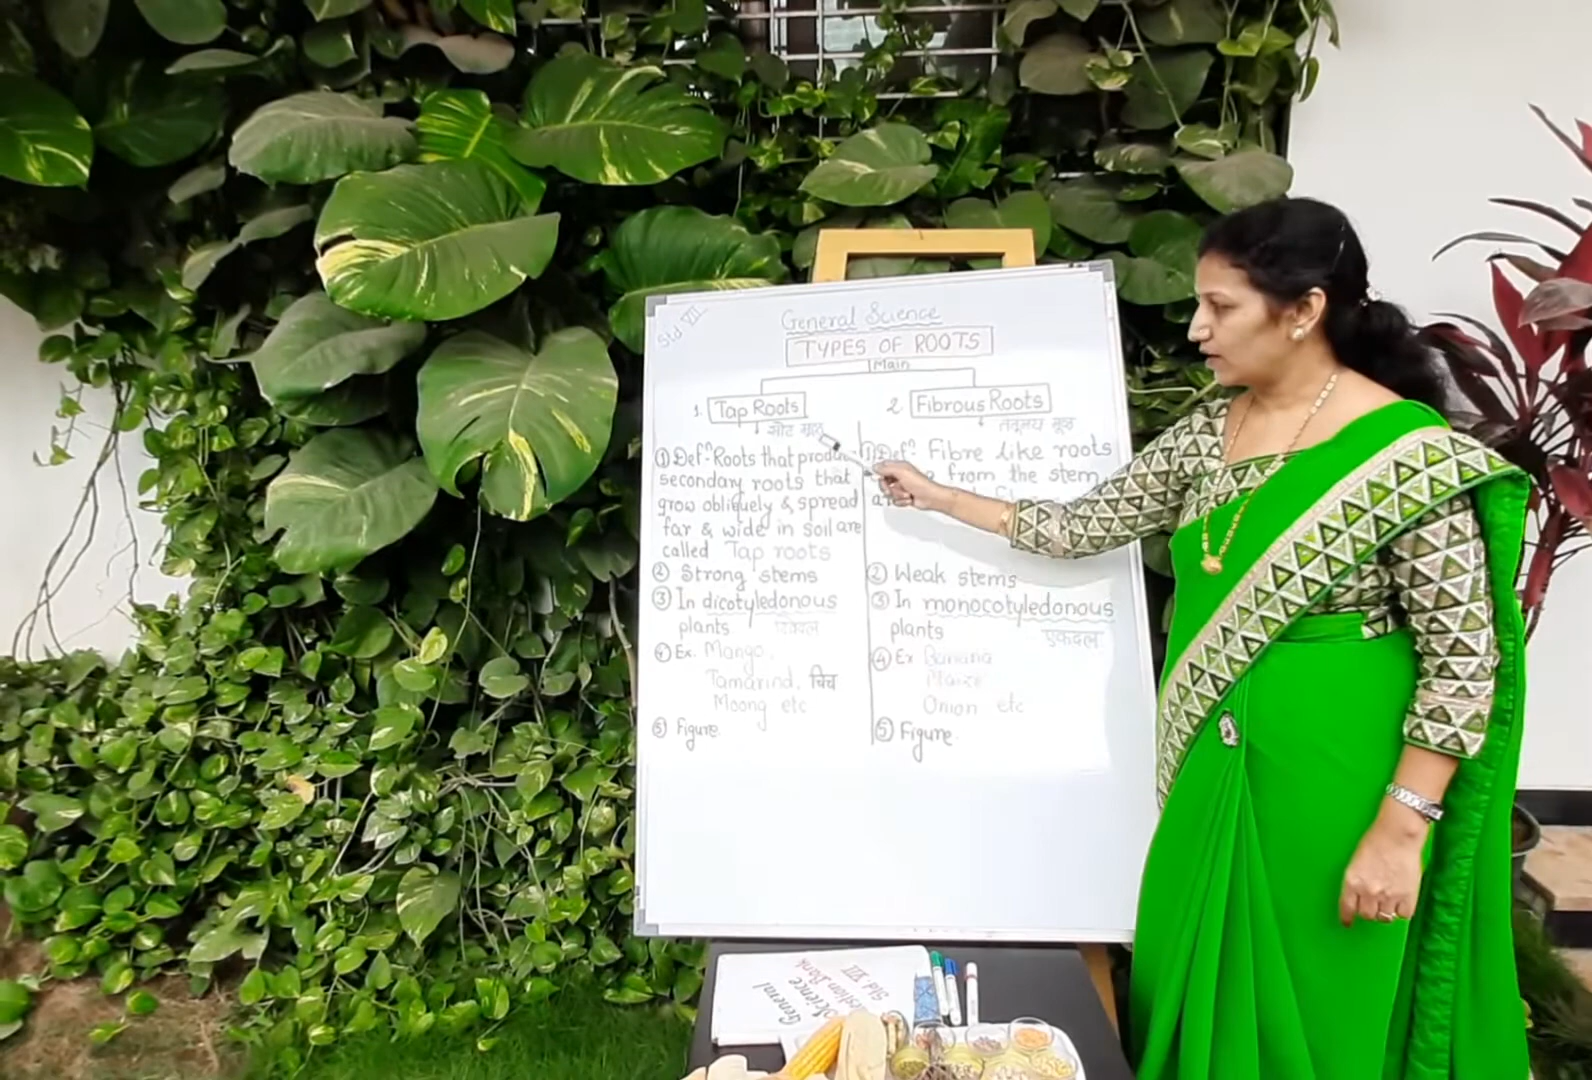 Std VII
General Science
TYPES OF ROOTS
Main
1. Tap Roots
सोट मूळ
① Defⁿ Roots that
secondary roots that
grow obliquely & spread
far & wide in soil are
called Tap roots
② Strong stems
③ In dicotyledonous
plants
④ Ex. Mango,
Tamarind, चिंच
Moong etc
⑤ Figure.
2. Fibrous Roots
तंतूमय मूळ
① Defⁿ Fibre like roots
from the stem
② Weak stems
③ In monocotyledonous
plants एकदल
④ Ex Banana
Maize
Onion etc
⑤ Figure.
General
Science
Question Bank
Std VII